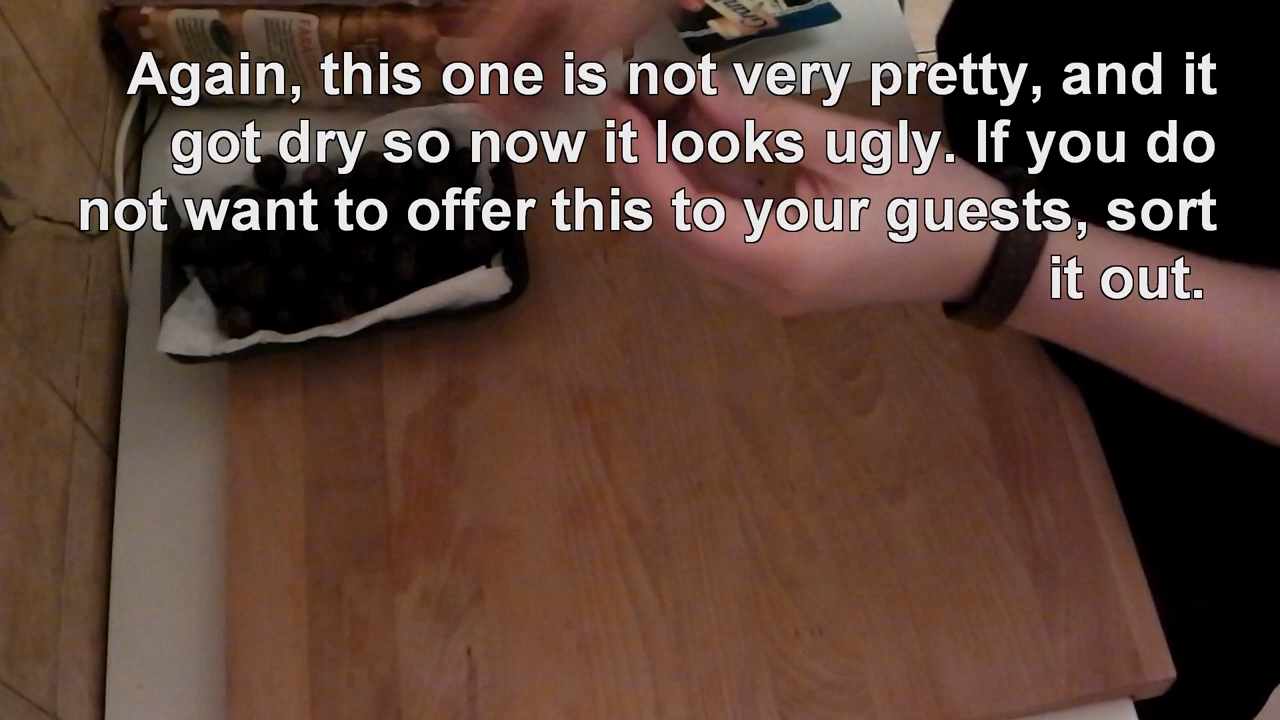 Again, this one is not very pretty, and it
got dry so now it looks ugly. If you do
not want to offer this to your guests, sort
it out.